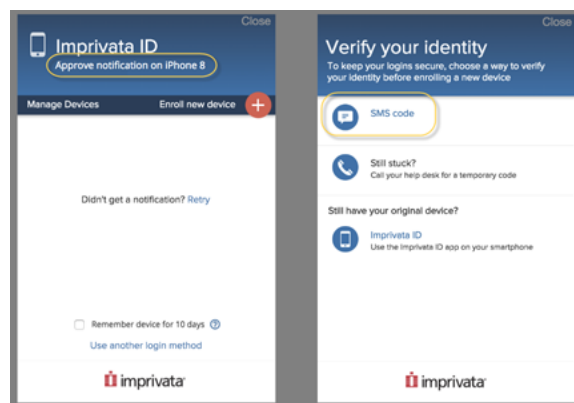 Close
Imprivata ID
Approve notification on iPhone 8
Manage Devices Enroll new device +
Didn't get a notification? Retry
Remember device for 10 days ?
Use another login method
imprivata
Close
Verify your identity
To keep your logins secure, choose a way to verify
your identity before enrolling a new device
SMS code
Still stuck?
Call your help desk for a temporary code
Still have your original device?
Imprivata ID
Use the Imprivata ID app on your smartphone
imprivata